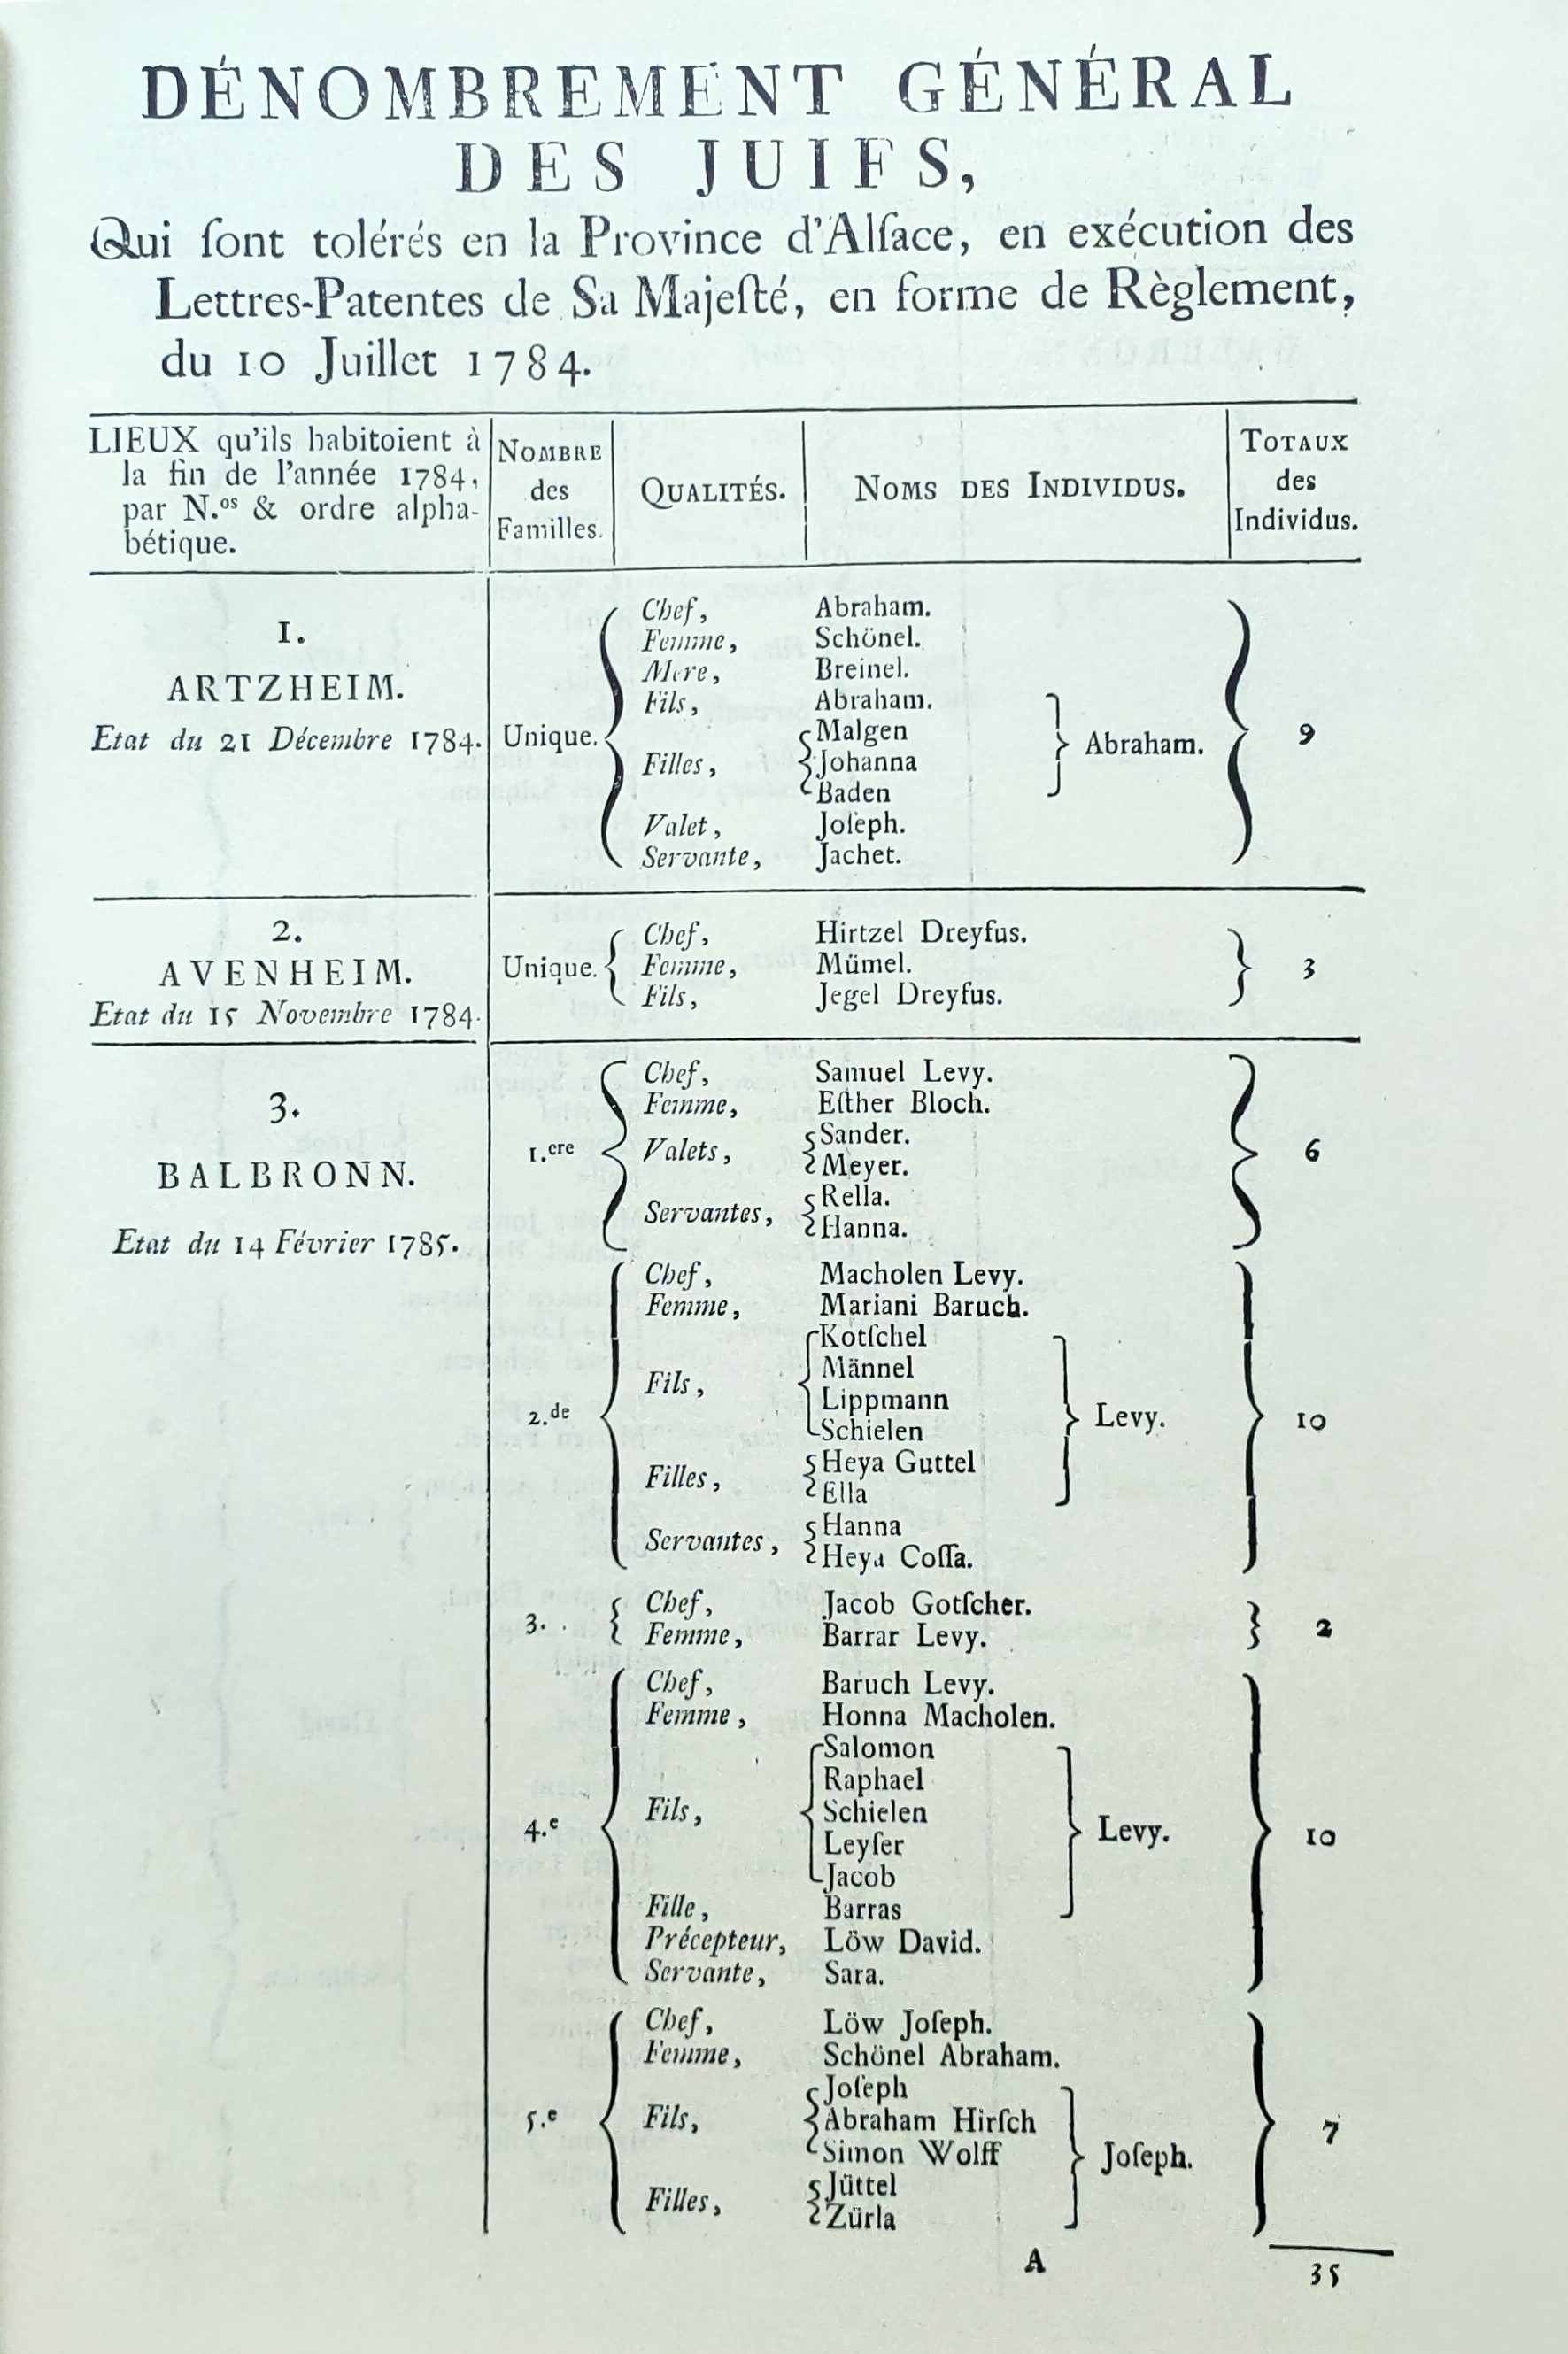 DÉNOMBREMENT GÉNÉRAL
DES JUIFS,
Qui ſont tolérés en la Province d'Alſace, en exécution des
Lettres-Patentes de Sa Majeſté, en forme de Règlement,
du 10 Juillet 1784.
LIEUX qu'ils habitoient à
la fin de l'année 1784,
par N.os & ordre alpha-
bétique.
NOMBRE
des
Familles.
QUALITÉS.
NOMS DES INDIVIDUS.
TOTAUX
des
Individus.
1.
ARTZHEIM.
Etat du 21 Décembre 1784.
Unique.
Chef, Abraham.
Femme, Schönel.
Mere, Breinel.
Fils, Abraham.
Filles, Malgen
Johanna
Baden
Abraham.
Valet, Joſeph.
Servante, Jachet.
9
2.
AVENHEIM.
Etat du 15 Novembre 1784.
Unique.
Chef, Hirtzel Dreyfus.
Femme, Mümel.
Fils, Jegel Dreyfus.
3
3.
BALBRONN.
Etat du 14 Février 1785.
1.ere
Chef, Samuel Levy.
Femme, Eſther Bloch.
Valets, Sander.
Meyer.
Servantes, Rella.
Hanna.
6
2.de
Chef, Macholen Levy.
Femme, Mariani Baruch.
Fils, Kotſchel
Männel
Lippmann
Schielen
Filles, Heya Guttel
Ella
Levy.
Servantes, Hanna
Heya Coſſa.
10
3.
Chef, Jacob Gotſcher.
Femme, Barrar Levy.
2
4.e
Chef, Baruch Levy.
Femme, Honna Macholen.
Fils, Salomon
Raphael
Schielen
Leyſer
Jacob
Fille, Barras
Levy.
Précepteur, Löw David.
Servante, Sara.
10
5.e
Chef, Löw Joſeph.
Femme, Schönel Abraham.
Fils, Joſeph
Abraham Hirſch
Simon Wolff
Filles, Jüttel
Zürla
Joſeph.
7
A
35